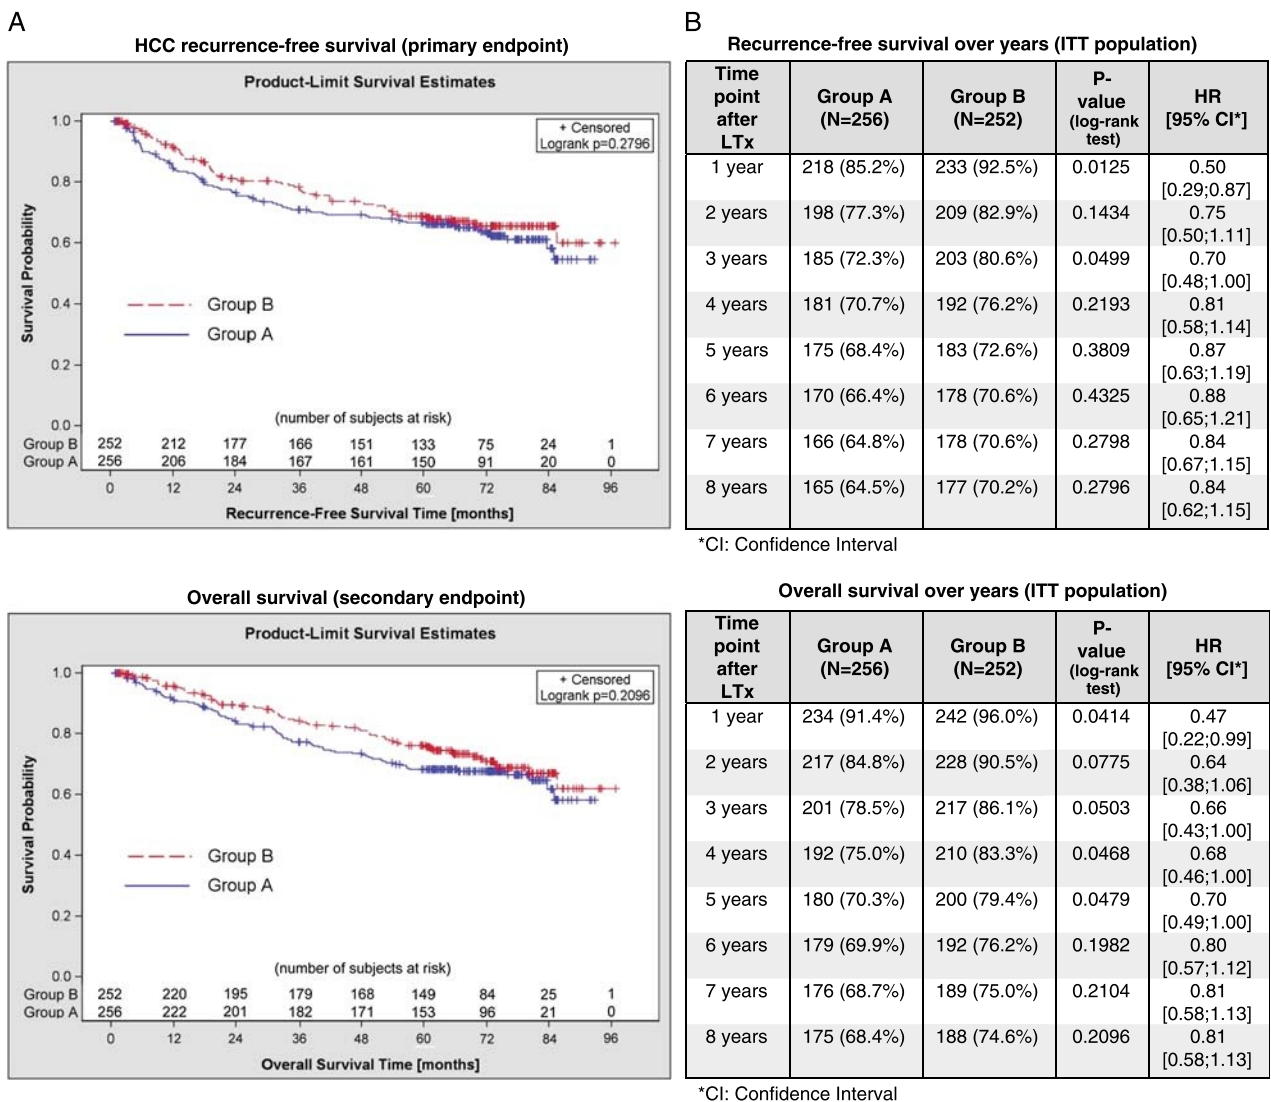 A
HCC recurrence-free survival (primary endpoint)
Product-Limit Survival Estimates
+ Censored
Logrank p=0.2796
Survival Probability
1.0
0.8
0.6
0.4
0.2
0.0
Group B
Group A
(number of subjects at risk)
Group B 252 212 177 166 151 133 75 24 1
Group A 256 206 184 167 161 150 91 20 0
0 12 24 36 48 60 72 84 96
Recurrence-Free Survival Time [months]
Overall survival (secondary endpoint)
Product-Limit Survival Estimates
+ Censored
Logrank p=0.2096
Survival Probability
1.0
0.8
0.6
0.4
0.2
0.0
Group B
Group A
(number of subjects at risk)
Group B 252 220 195 179 168 149 84 25 1
Group A 256 222 201 182 171 153 96 21 0
0 12 24 36 48 60 72 84 96
Overall Survival Time [months]
B
Recurrence-free survival over years (ITT population)
Time point after LTx Group A (N=256) Group B (N=252) P-value (log-rank test) HR [95% CI*]
1 year 218 (85.2%) 233 (92.5%) 0.0125 0.50 [0.29;0.87]
2 years 198 (77.3%) 209 (82.9%) 0.1434 0.75 [0.50;1.11]
3 years 185 (72.3%) 203 (80.6%) 0.0499 0.70 [0.48;1.00]
4 years 181 (70.7%) 192 (76.2%) 0.2193 0.81 [0.58;1.14]
5 years 175 (68.4%) 183 (72.6%) 0.3809 0.87 [0.63;1.19]
6 years 170 (66.4%) 178 (70.6%) 0.4325 0.88 [0.65;1.21]
7 years 166 (64.8%) 178 (70.6%) 0.2798 0.84 [0.67;1.15]
8 years 165 (64.5%) 177 (70.2%) 0.2796 0.84 [0.62;1.15]
*CI: Confidence Interval
Overall survival over years (ITT population)
Time point after LTx Group A (N=256) Group B (N=252) P-value (log-rank test) HR [95% CI*]
1 year 234 (91.4%) 242 (96.0%) 0.0414 0.47 [0.22;0.99]
2 years 217 (84.8%) 228 (90.5%) 0.0775 0.64 [0.38;1.06]
3 years 201 (78.5%) 217 (86.1%) 0.0503 0.66 [0.43;1.00]
4 years 192 (75.0%) 210 (83.3%) 0.0468 0.68 [0.46;1.00]
5 years 180 (70.3%) 200 (79.4%) 0.0479 0.70 [0.49;1.00]
6 years 179 (69.9%) 192 (76.2%) 0.1982 0.80 [0.57;1.12]
7 years 176 (68.7%) 189 (75.0%) 0.2104 0.81 [0.58;1.13]
8 years 175 (68.4%) 188 (74.6%) 0.2096 0.81 [0.58;1.13]
*CI: Confidence Interval